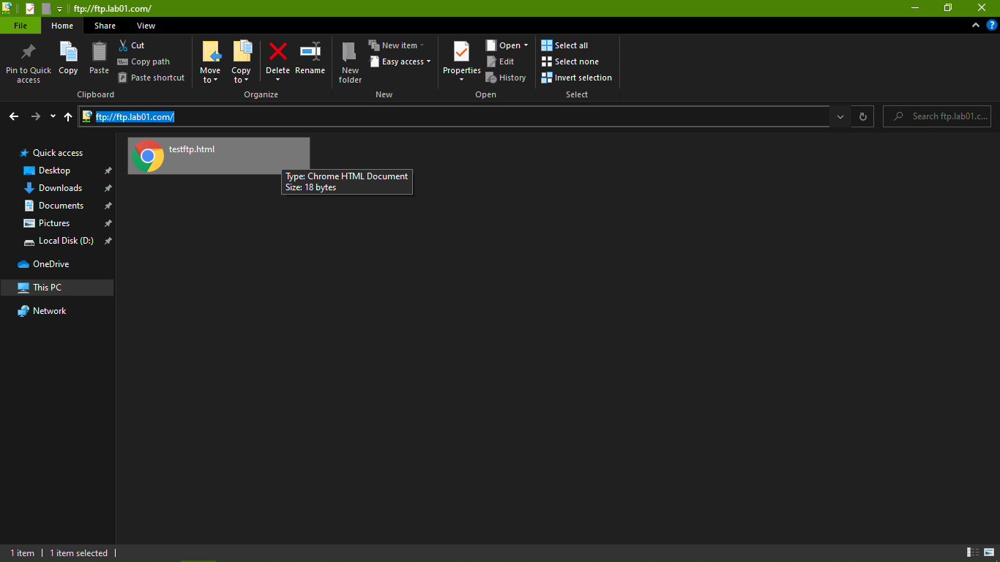 ftp://ftp.lab01.com/
File Home Share View
Pin to Quick access
Copy
Paste
Cut
Copy path
Paste shortcut
Clipboard
Move to
Copy to
Delete
Rename
Organize
New folder
New item
Easy access
New
Properties
Open
Edit
History
Open
Select all
Select none
Invert selection
Select
ftp://ftp.lab01.com/
Search ftp.lab01.c...
Quick access
Desktop
Downloads
Documents
Pictures
Local Disk (D:)
OneDrive
This PC
Network
testftp.html
Type: Chrome HTML Document
Size: 18 bytes
1 item 1 item selected